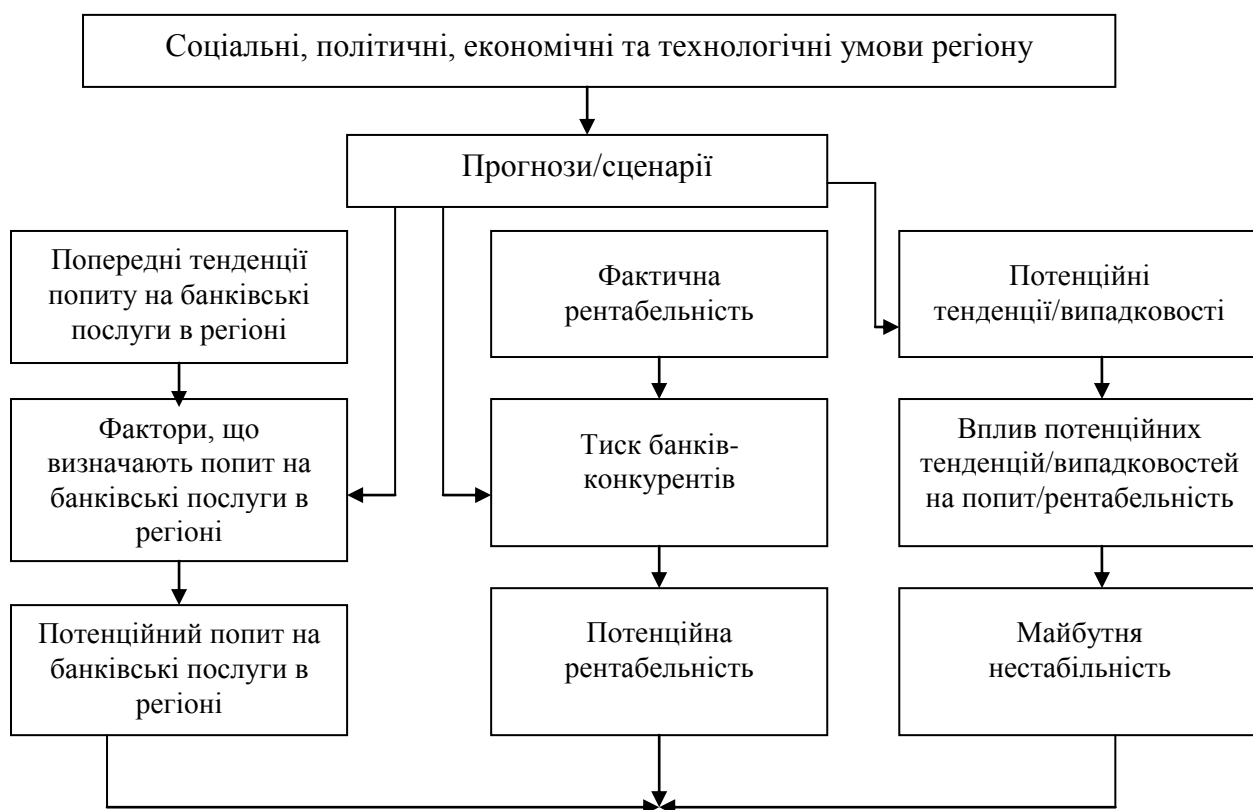 Соціальні, політичні, економічні та технологічні умови регіону
Прогнози/сценарії
Попередні тенденції
попиту на банківські
послуги в регіоні
Фактична
рентабельність
Потенційні
тенденції/випадковості
Фактори, що
визначають попит на
банківські послуги в
регіоні
Тиск банків-
конкурентів
Вплив потенційних
тенденцій/випадковостей
на попит/рентабельність
Потенційний попит на
банківські послуги в
регіоні
Потенційна
рентабельність
Майбутня
нестабільність